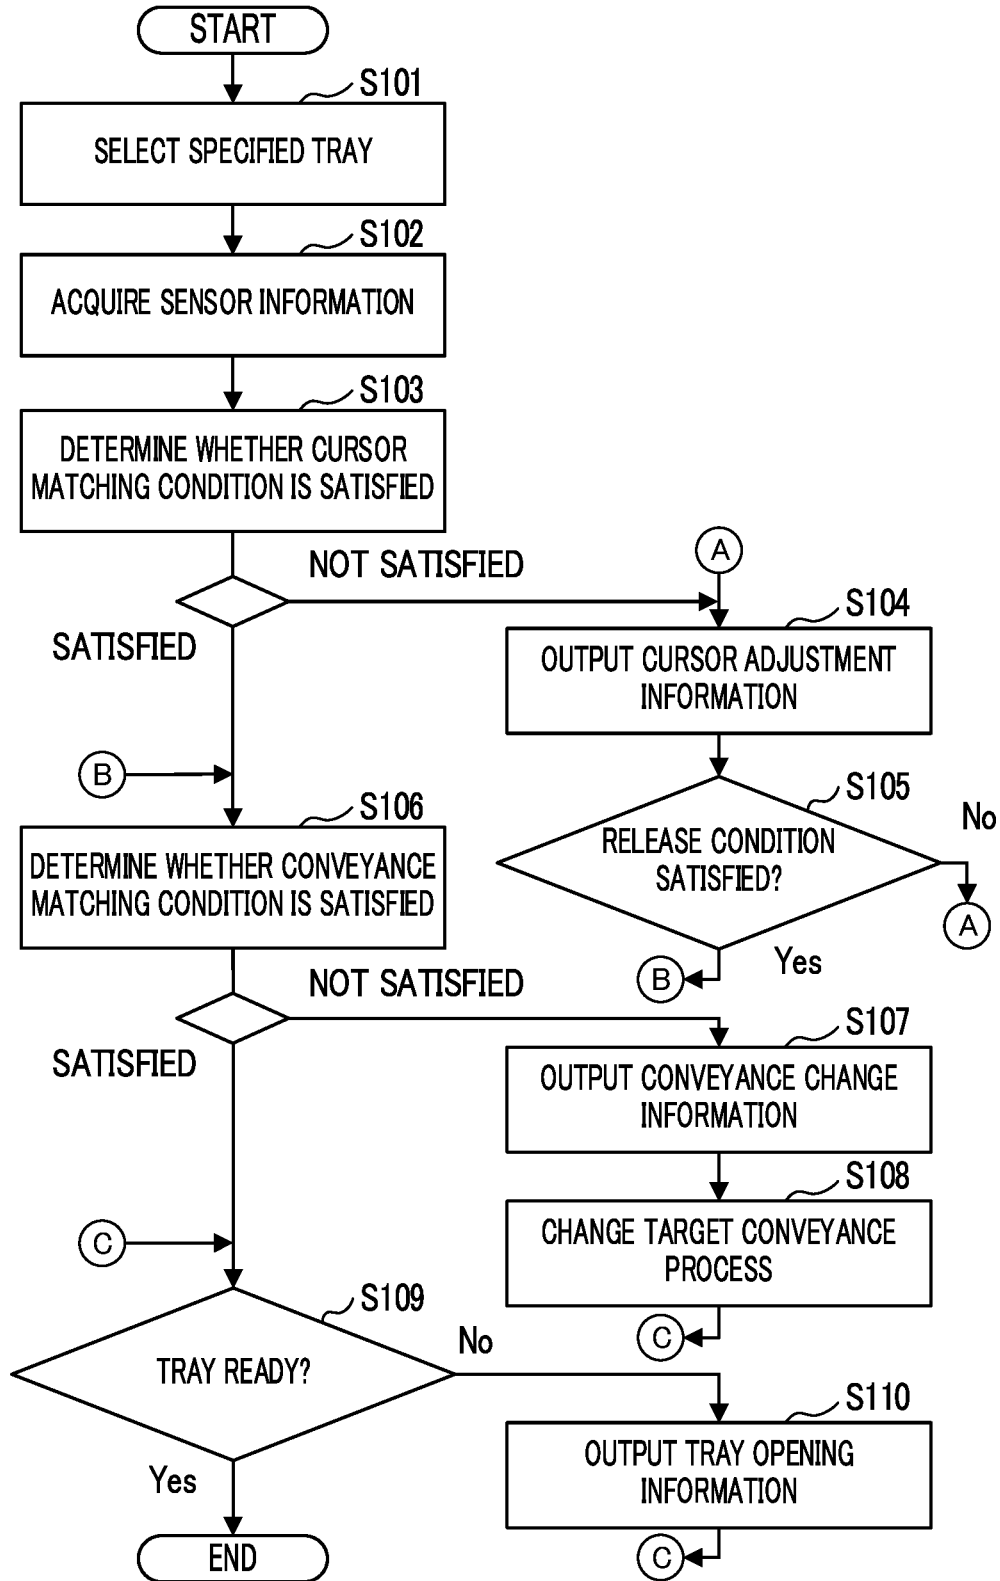 START
S101
SELECT SPECIFIED TRAY
S102
ACQUIRE SENSOR INFORMATION
S103
DETERMINE WHETHER CURSOR
MATCHING CONDITION IS SATISFIED
NOT SATISFIED
SATISFIED
A
S104
OUTPUT CURSOR ADJUSTMENT
INFORMATION
S105
RELEASE CONDITION
SATISFIED?
No
A
Yes
B
B
S106
DETERMINE WHETHER CONVEYANCE
MATCHING CONDITION IS SATISFIED
NOT SATISFIED
SATISFIED
S107
OUTPUT CONVEYANCE CHANGE
INFORMATION
S108
CHANGE TARGET CONVEYANCE
PROCESS
C
C
S109
TRAY READY?
No
S110
OUTPUT TRAY OPENING
INFORMATION
C
Yes
END